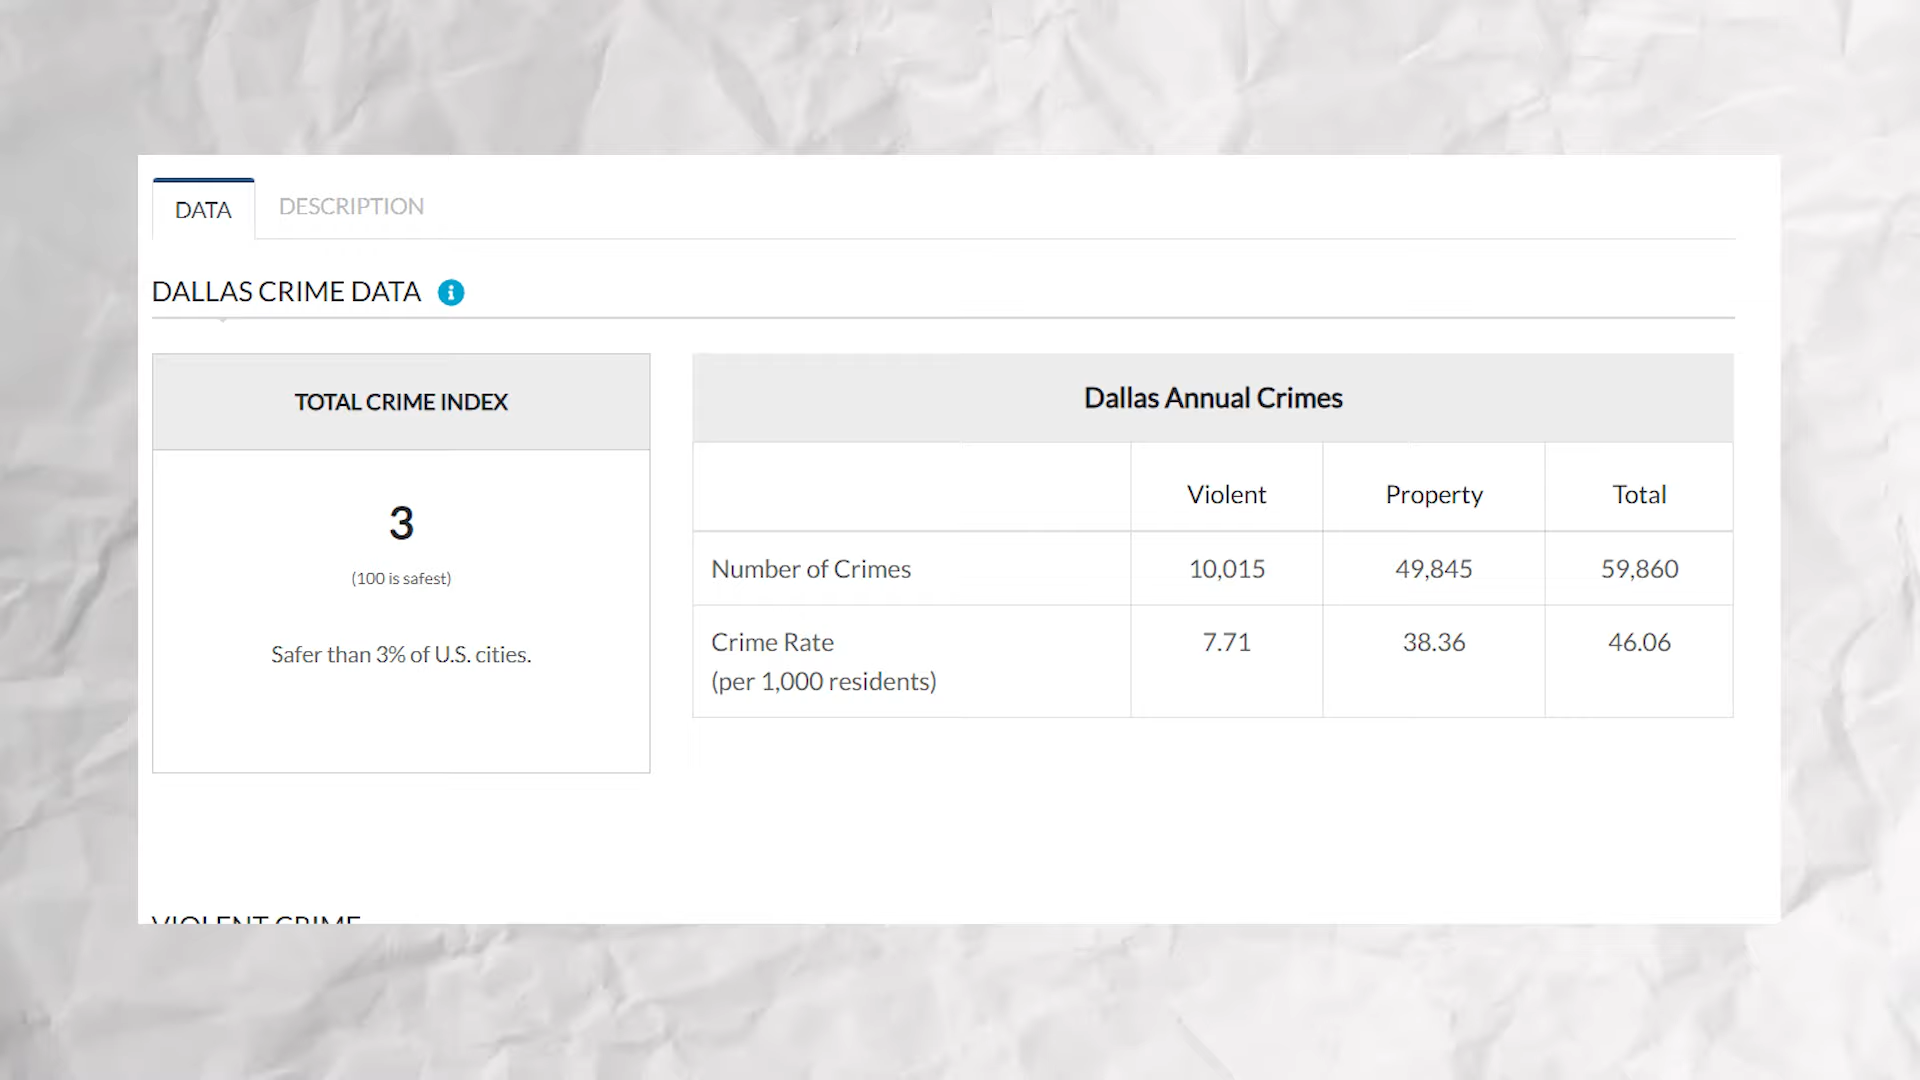 DATA
DESCRIPTION
DALLAS CRIME DATA
TOTAL CRIME INDEX
3
(100 is safest)
Safer than 3% of U.S. cities.
Dallas Annual Crimes
Violent Property Total
Number of Crimes 10,015 49,845 59,860
Crime Rate 7.71 38.36 46.06
(per 1,000 residents)
VIOLENT CRIME